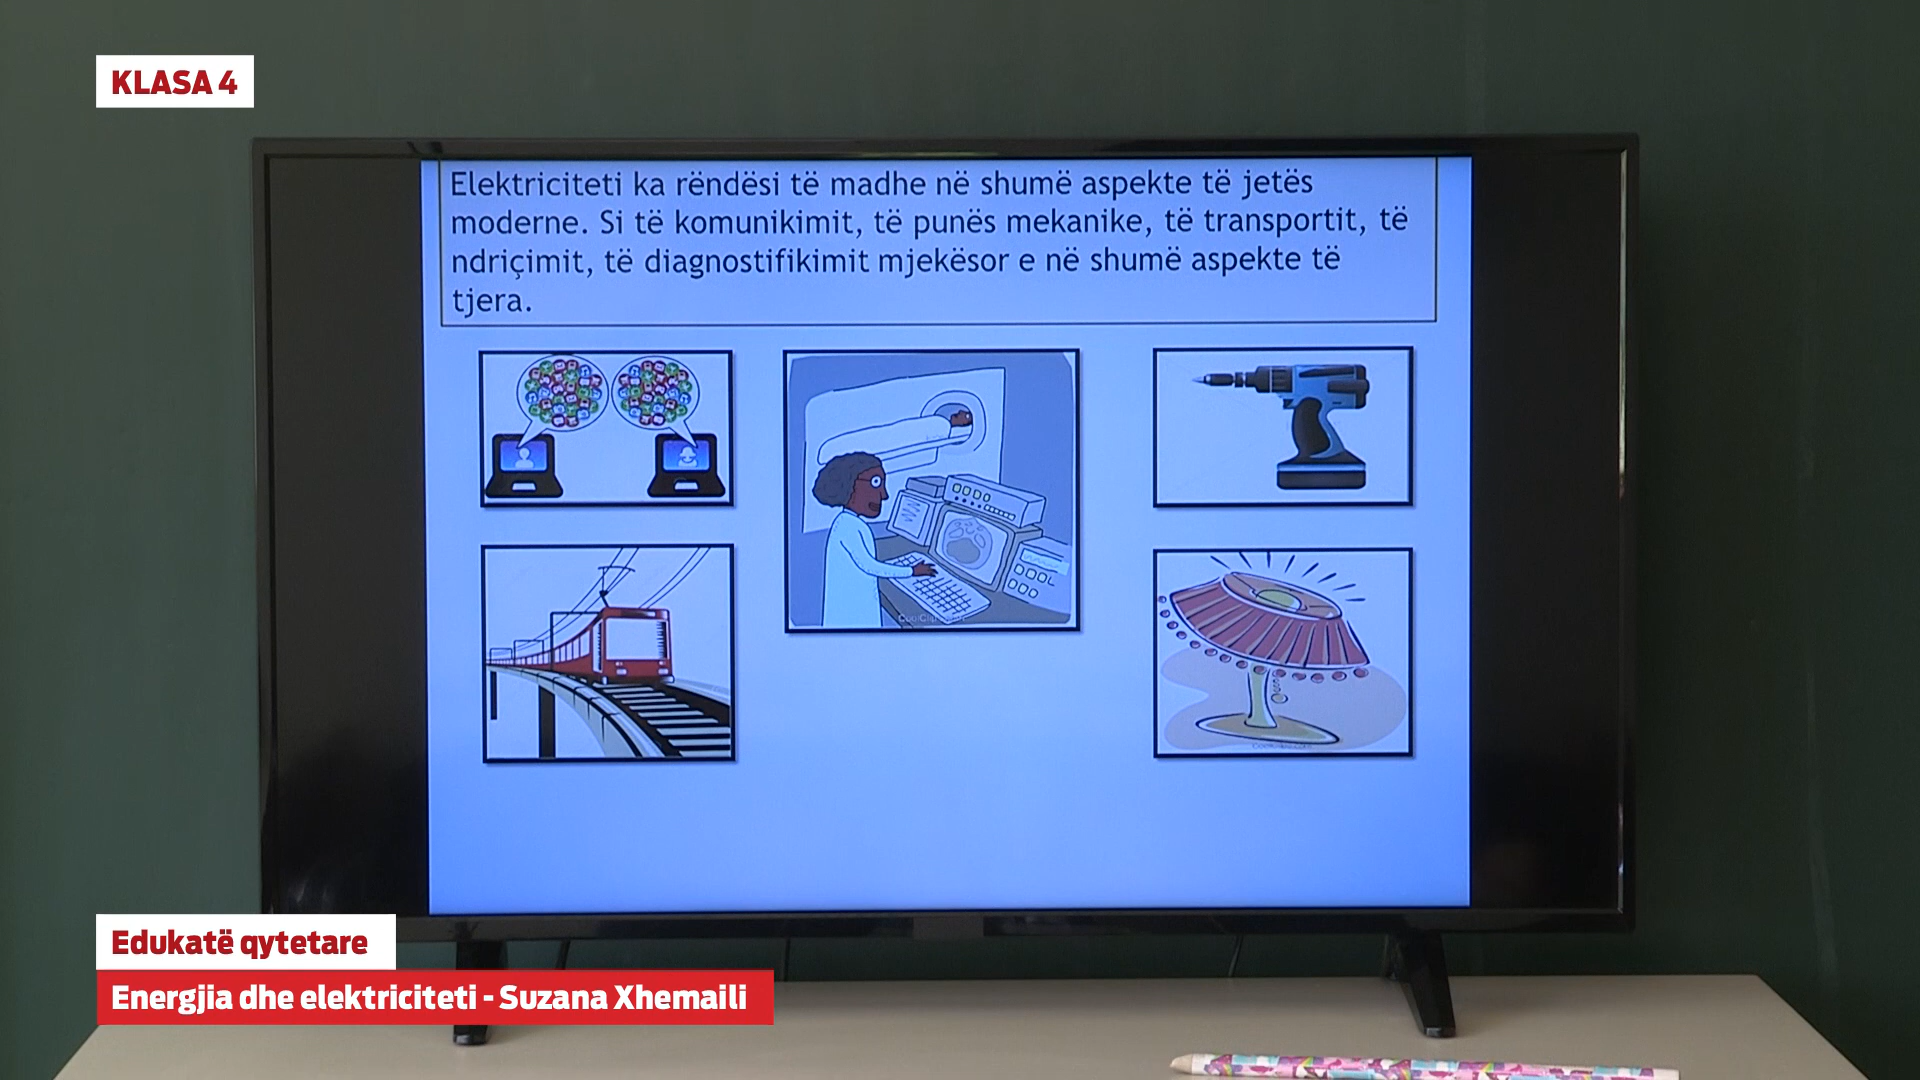 KLASA 4
Elektriciteti ka rëndësi të madhe në shumë aspekte të jetës
moderne. Si të komunikimit, të punës mekanike, të transportit, të
ndriçimit, të diagnostifikimit mjekësor e në shumë aspekte të
tjera.
Edukatë qytetare
Energjia dhe elektriciteti - Suzana Xhemaili